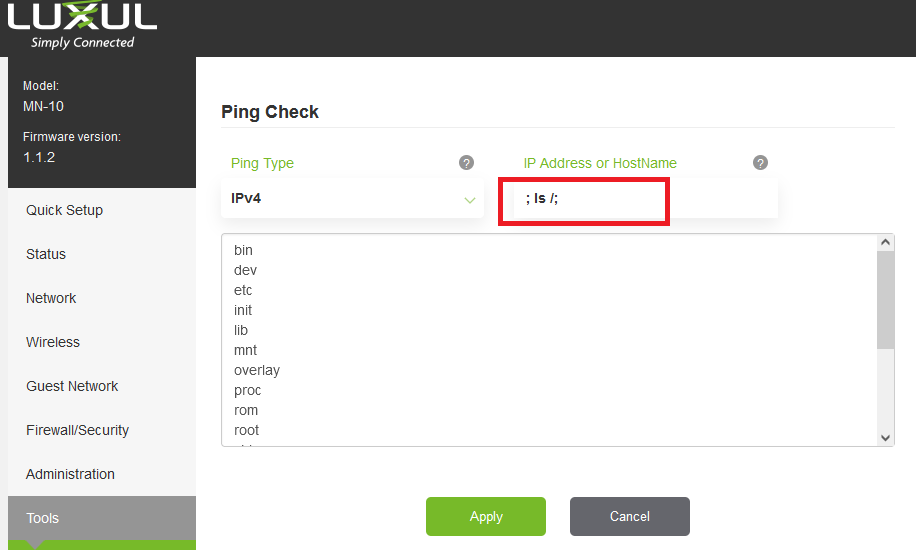 LUXUL
Simply Connected
Model:
MN-10
Firmware version:
1.1.2
Quick Setup
Status
Network
Wireless
Guest Network
Firewall/Security
Administration
Tools
Ping Check
Ping Type ?
IP Address or HostName ?
IPv4
; ls /;
bin
dev
etc
init
lib
mnt
overlay
proc
rom
root
Apply
Cancel